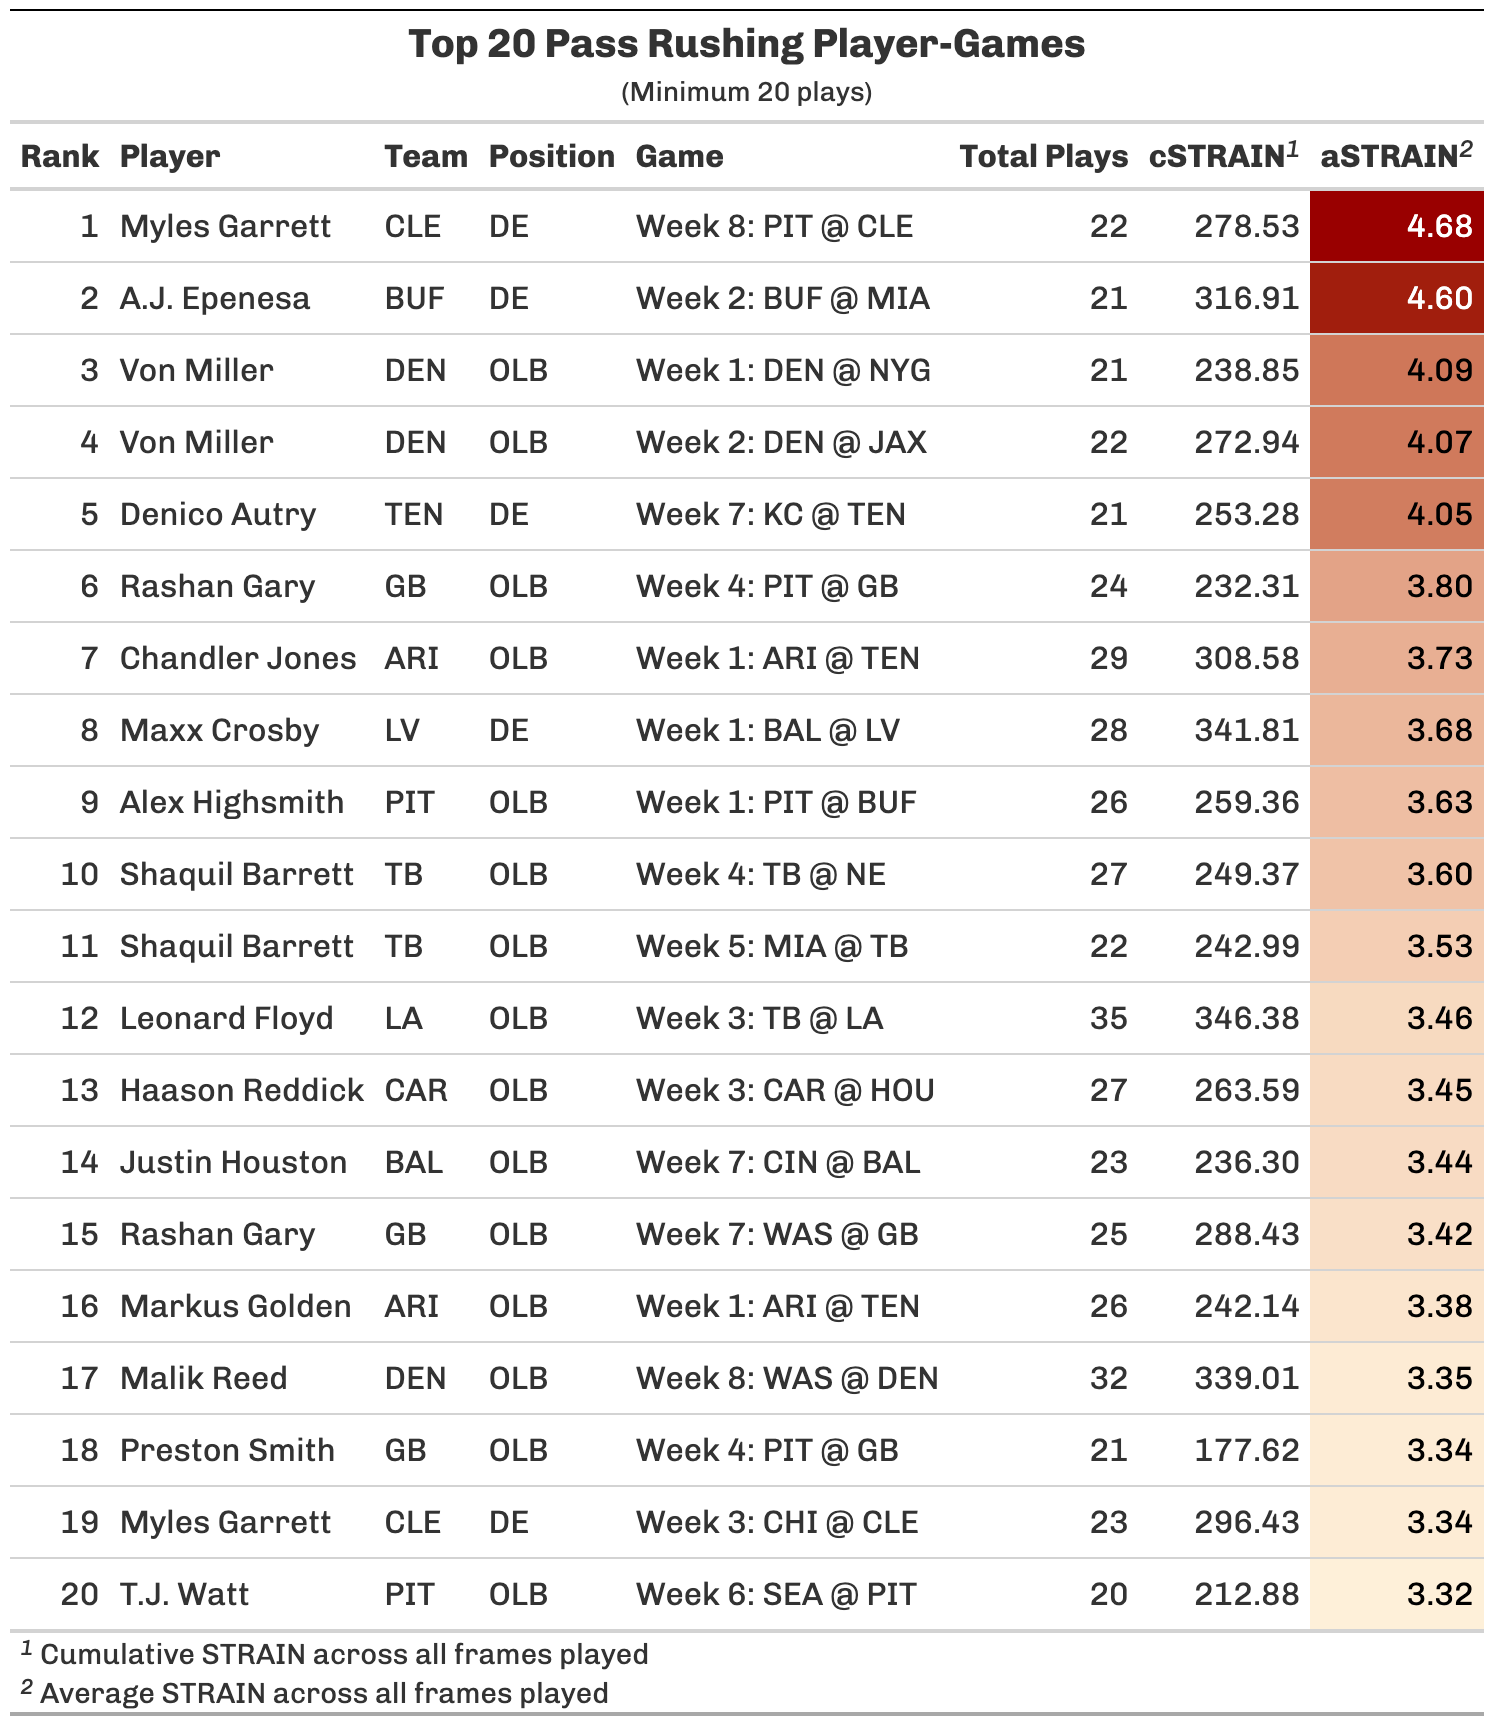 Top 20 Pass Rushing Player-Games
(Minimum 20 plays)
Rank Player Team Position Game Total Plays cSTRAIN1 aSTRAIN2
1 Myles Garrett CLE DE Week 8: PIT @ CLE 22 278.53 4.68
2 A.J. Epenesa BUF DE Week 2: BUF @ MIA 21 316.91 4.60
3 Von Miller DEN OLB Week 1: DEN @ NYG 21 238.85 4.09
4 Von Miller DEN OLB Week 2: DEN @ JAX 22 272.94 4.07
5 Denico Autry TEN DE Week 7: KC @ TEN 21 253.28 4.05
6 Rashan Gary GB OLB Week 4: PIT @ GB 24 232.31 3.80
7 Chandler Jones ARI OLB Week 1: ARI @ TEN 29 308.58 3.73
8 Maxx Crosby LV DE Week 1: BAL @ LV 28 341.81 3.68
9 Alex Highsmith PIT OLB Week 1: PIT @ BUF 26 259.36 3.63
10 Shaquil Barrett TB OLB Week 4: TB @ NE 27 249.37 3.60
11 Shaquil Barrett TB OLB Week 5: MIA @ TB 22 242.99 3.53
12 Leonard Floyd LA OLB Week 3: TB @ LA 35 346.38 3.46
13 Haason Reddick CAR OLB Week 3: CAR @ HOU 27 263.59 3.45
14 Justin Houston BAL OLB Week 7: CIN @ BAL 23 236.30 3.44
15 Rashan Gary GB OLB Week 7: WAS @ GB 25 288.43 3.42
16 Markus Golden ARI OLB Week 1: ARI @ TEN 26 242.14 3.38
17 Malik Reed DEN OLB Week 8: WAS @ DEN 32 339.01 3.35
18 Preston Smith GB OLB Week 4: PIT @ GB 21 177.62 3.34
19 Myles Garrett CLE DE Week 3: CHI @ CLE 23 296.43 3.34
20 T.J. Watt PIT OLB Week 6: SEA @ PIT 20 212.88 3.32
1 Cumulative STRAIN across all frames played
2 Average STRAIN across all frames played